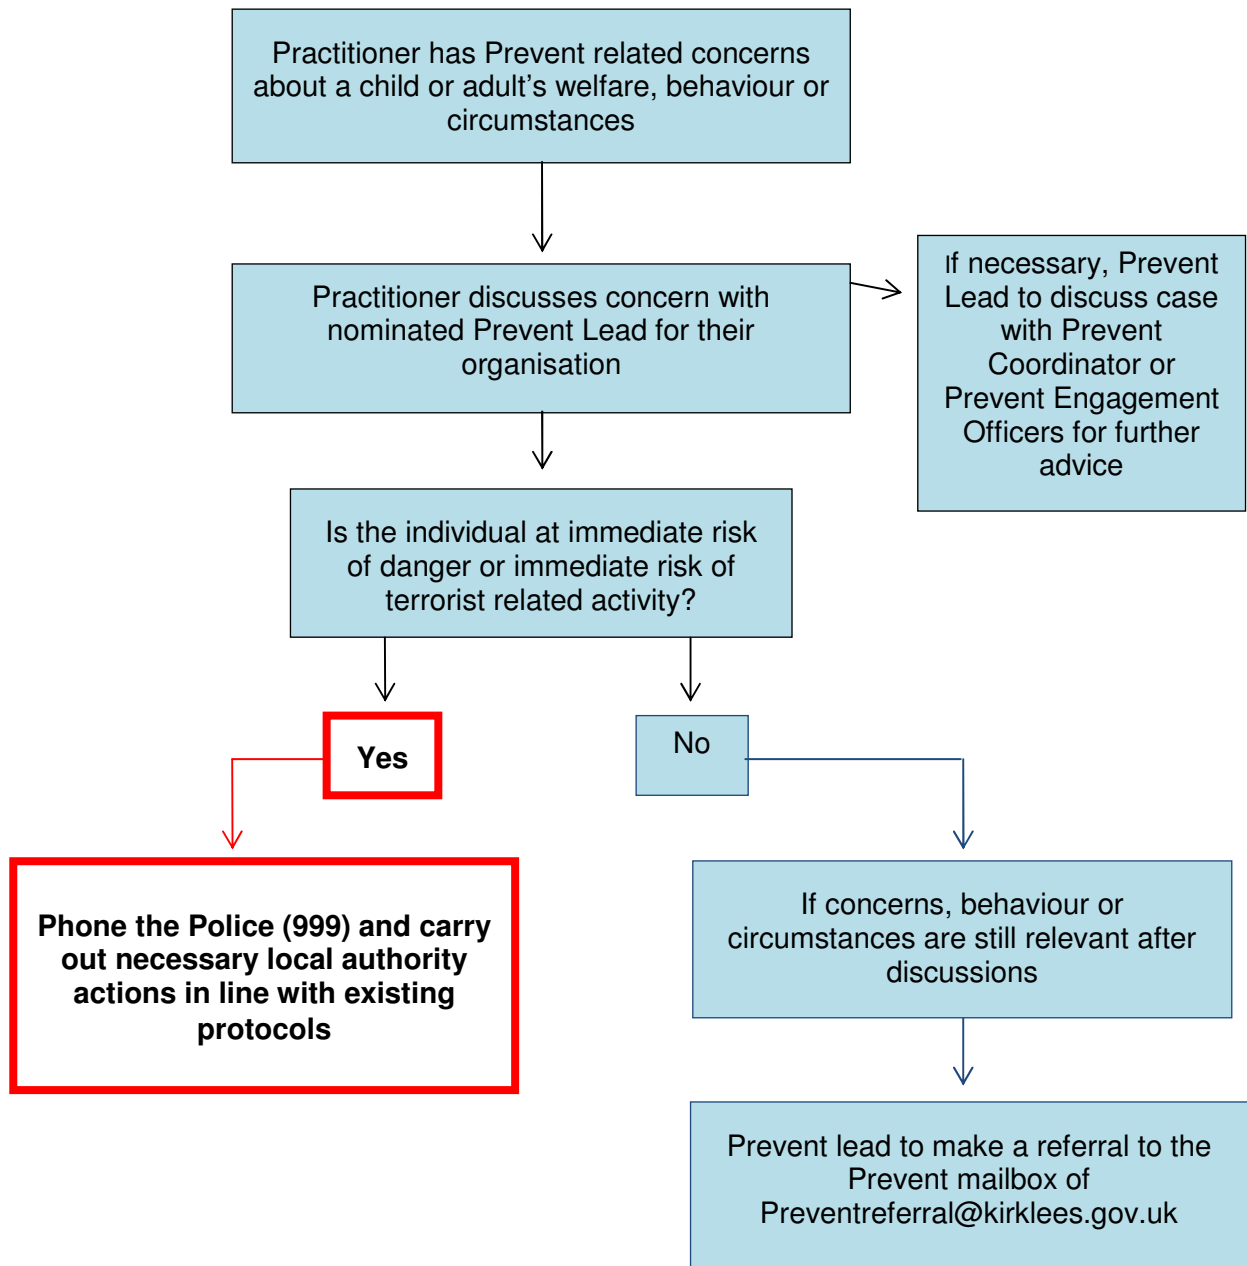 Practitioner has Prevent related concerns
about a child or adult’s welfare, behaviour or
circumstances
Practitioner discusses concern with
nominated Prevent Lead for their
organisation
If necessary, Prevent
Lead to discuss case
with Prevent
Coordinator or
Prevent Engagement
Officers for further
advice
Is the individual at immediate risk
of danger or immediate risk of
terrorist related activity?
Yes
No
Phone the Police (999) and carry
out necessary local authority
actions in line with existing
protocols
If concerns, behaviour or
circumstances are still relevant after
discussions
Prevent lead to make a referral to the
Prevent mailbox of
Preventreferral@kirklees.gov.uk